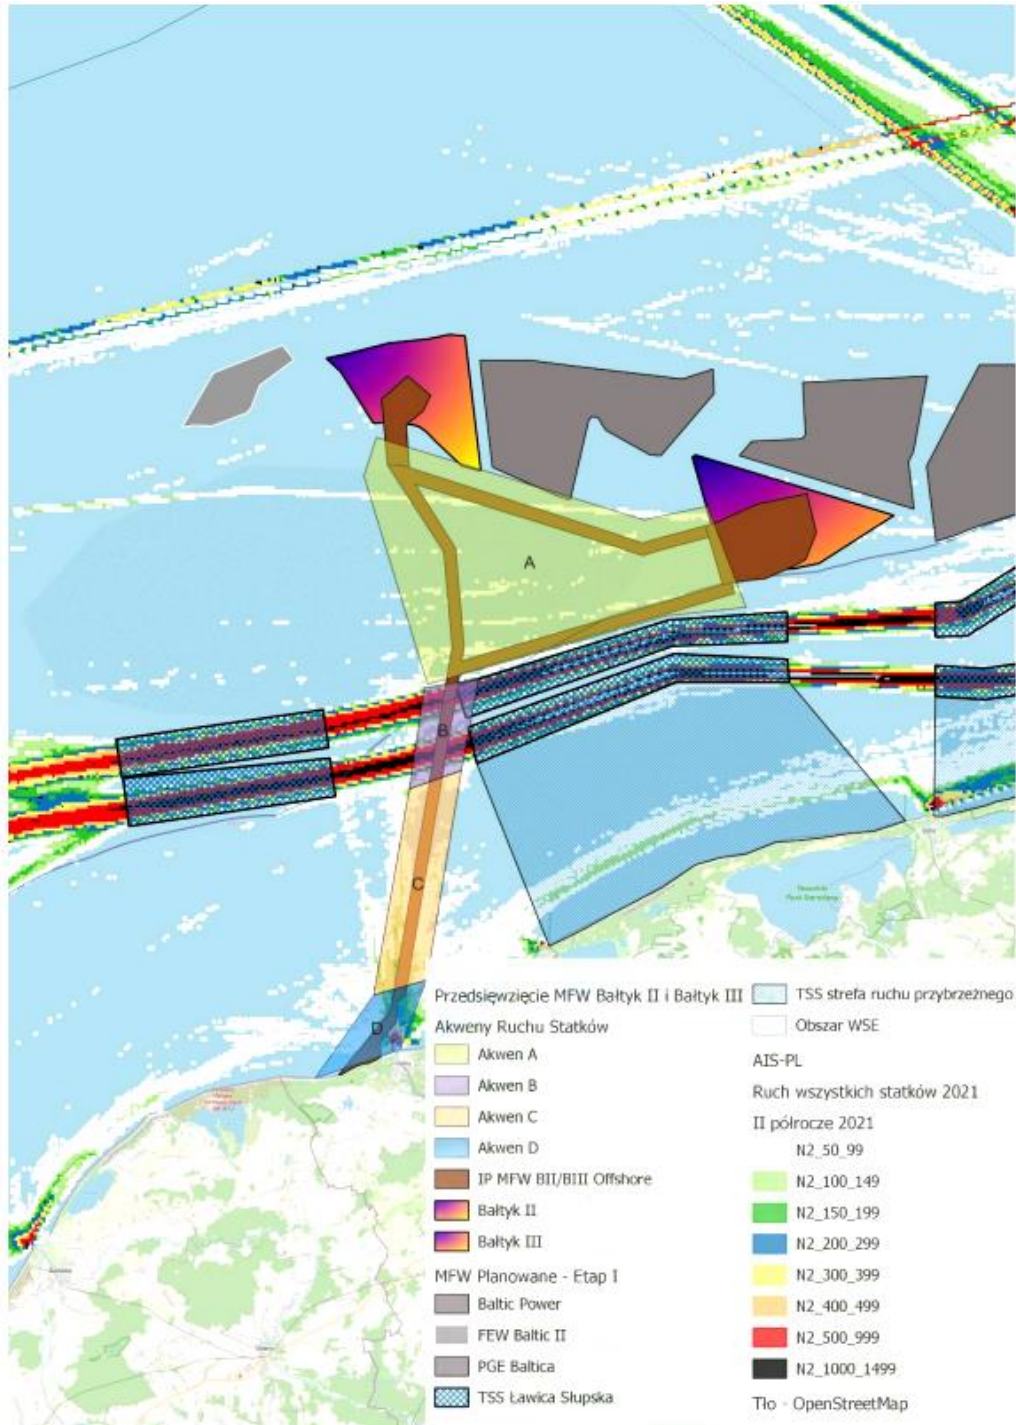 A
B
C
D
Przedsięwzięcie MFW Bałtyk II i Bałtyk III
Akweny Ruchu Statków
Akwen A
Akwen B
Akwen C
Akwen D
IP MFW BII/BIII Offshore
Bałtyk II
Bałtyk III
MFW Planowane - Etap I
Baltic Power
FEW Baltic II
PGE Baltica
TSS Ławica Słupska
TSS strefa ruchu przybrzeżnego
Obszar WSE
AIS-PL
Ruch wszystkich statków 2021
II półrocze 2021
N2_50_99
N2_100_149
N2_150_199
N2_200_299
N2_300_399
N2_400_499
N2_500_999
N2_1000_1499
Tło - OpenStreetMap